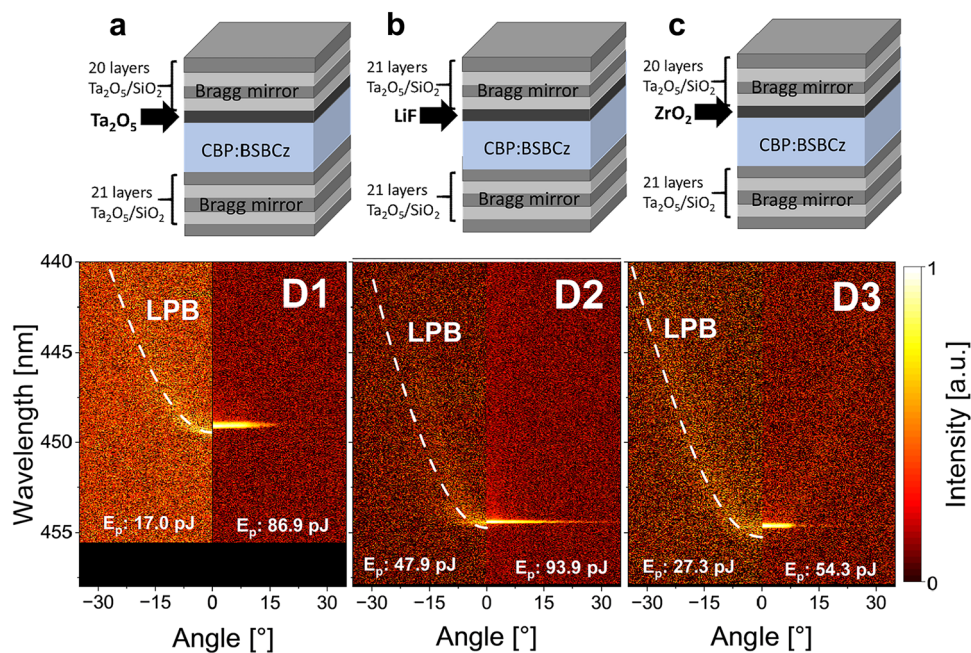 a
20 layers
Ta₂O₅/SiO₂
Bragg mirror
Ta₂O₅
CBP:BSBCz
21 layers
Ta₂O₅/SiO₂
Bragg mirror
b
21 layers
Ta₂O₅/SiO₂
Bragg mirror
LiF
CBP:BSBCz
21 layers
Ta₂O₅/SiO₂
Bragg mirror
c
20 layers
Ta₂O₅/SiO₂
Bragg mirror
ZrO₂
CBP:BSBCz
21 layers
Ta₂O₅/SiO₂
Bragg mirror
Wavelength [nm]
440
445
450
455
LPB
D1
Eₚ: 17.0 pJ
86.9 pJ
−30
−15
0
15
30
Angle [°]
LPB
D2
Eₚ: 47.9 pJ
Eₚ: 93.9 pJ
−30
−15
0
15
30
Angle [°]
LPB
D3
Eₚ: 27.3 pJ
Eₚ: 54.3 pJ
−30
−15
0
15
30
Angle [°]
1
0
Intensity [a.u.]